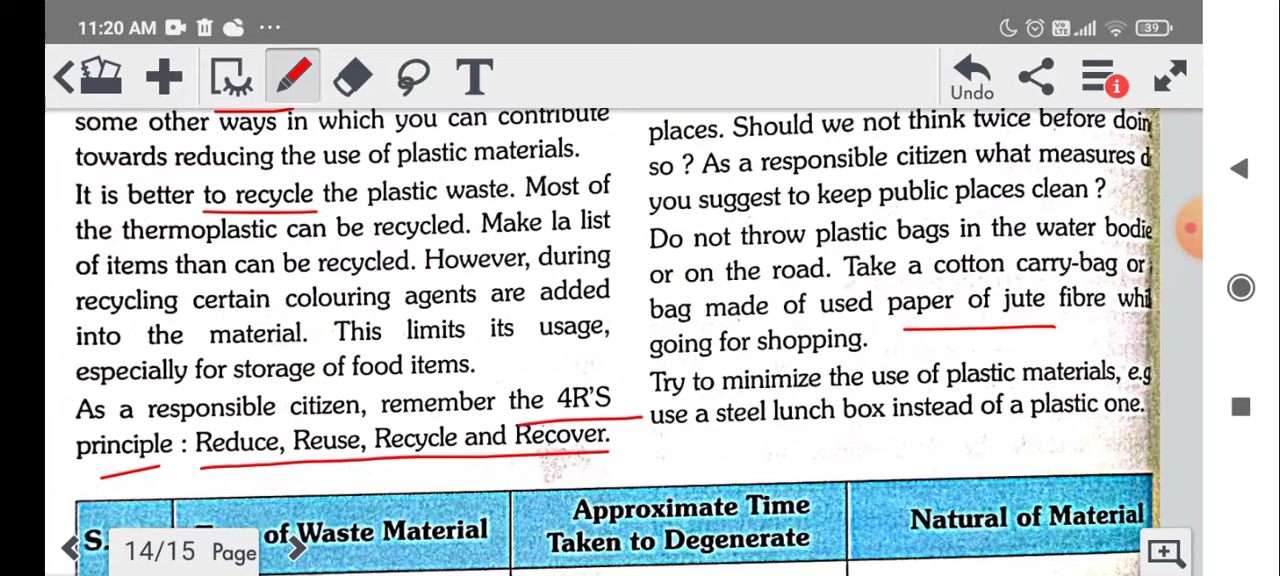 11:20 AM
39
Undo
T
some other ways in which you can contribute
towards reducing the use of plastic materials.
It is better to recycle the plastic waste. Most of
the thermoplastic can be recycled. Make la list
of items than can be recycled. However, during
recycling certain colouring agents are added
into the material. This limits its usage,
especially for storage of food items.
As a responsible citizen, remember the 4R'S
principle : Reduce, Reuse, Recycle and Recover.
places. Should we not think twice before doin
so ? As a responsible citizen what measures
you suggest to keep public places clean ?
Do not throw plastic bags in the water bodie
or on the road. Take a cotton carry-bag or
bag made of used paper of jute fibre whi
going for shopping.
Try to minimize the use of plastic materials, e.g
use a steel lunch box instead of a plastic one.
S.
of Waste Material
Approximate Time
Taken to Degenerate
Natural of Material
14/15 Page